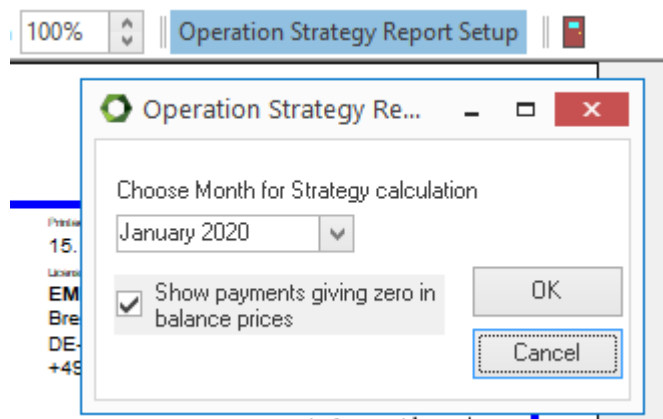 100%
Operation Strategy Report Setup
Operation Strategy Re...
Choose Month for Strategy calculation
January 2020
Show payments giving zero in
balance prices
OK
Cancel
15.
EM
Bre
DE-
+49